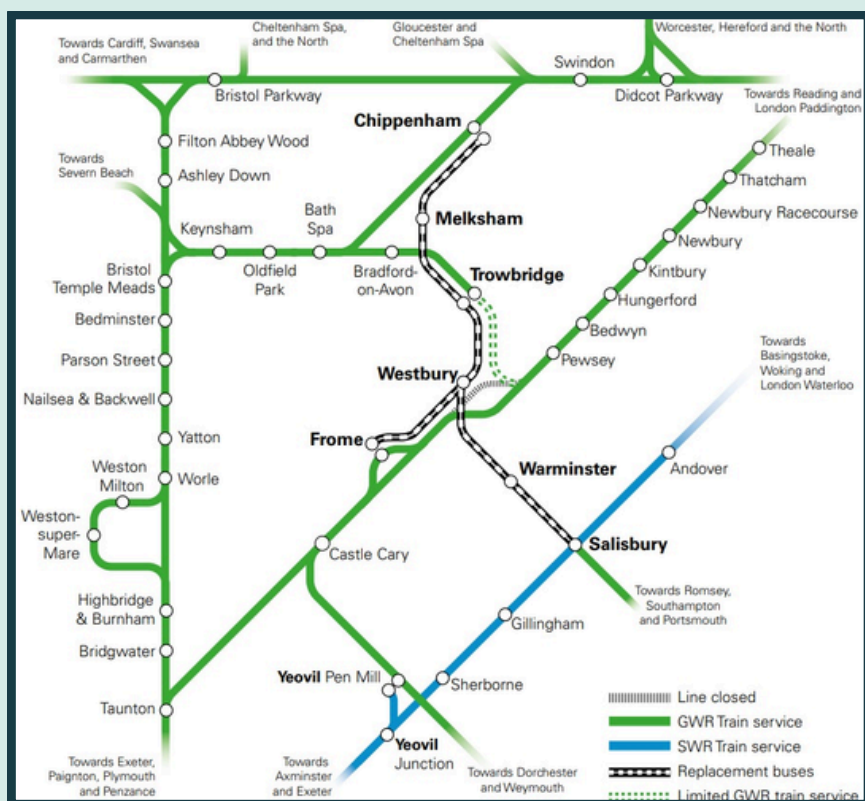 Towards Cardiff, Swansea
and Carmarthen
Cheltenham Spa,
and the North
Gloucester and
Cheltenham Spa
Worcester, Hereford and the North
Swindon
Bristol Parkway
Didcot Parkway
Towards Reading and
London Paddington
Chippenham
Filton Abbey Wood
Theale
Towards
Severn Beach
Ashley Down
Thatcham
Melksham
Newbury Racecourse
Keynsham
Bath
Spa
Newbury
Bristol
Temple Meads
Oldfield
Park
Bradford-
on-Avon
Trowbridge
Kintbury
Hungerford
Bedminster
Bedwyn
Parson Street
Pewsey
Towards
Basingstoke,
Woking and
London Waterloo
Westbury
Nailsea & Backwell
Yatton
Frome
Weston
Milton
Worle
Warminster
Andover
Weston-
super-
Mare
Castle Cary
Salisbury
Highbridge
& Burnham
Towards Romsey,
Southampton
and Portsmouth
Gillingham
Bridgwater
Yeovil Pen Mill
Sherborne
Taunton
Yeovil
Junction
Towards Exeter,
Paignton, Plymouth
and Penzance
Towards
Axminster
and Exeter
Towards Dorchester
and Weymouth
Line closed
GWR Train service
SWR Train service
Replacement buses
Limited GWR train service